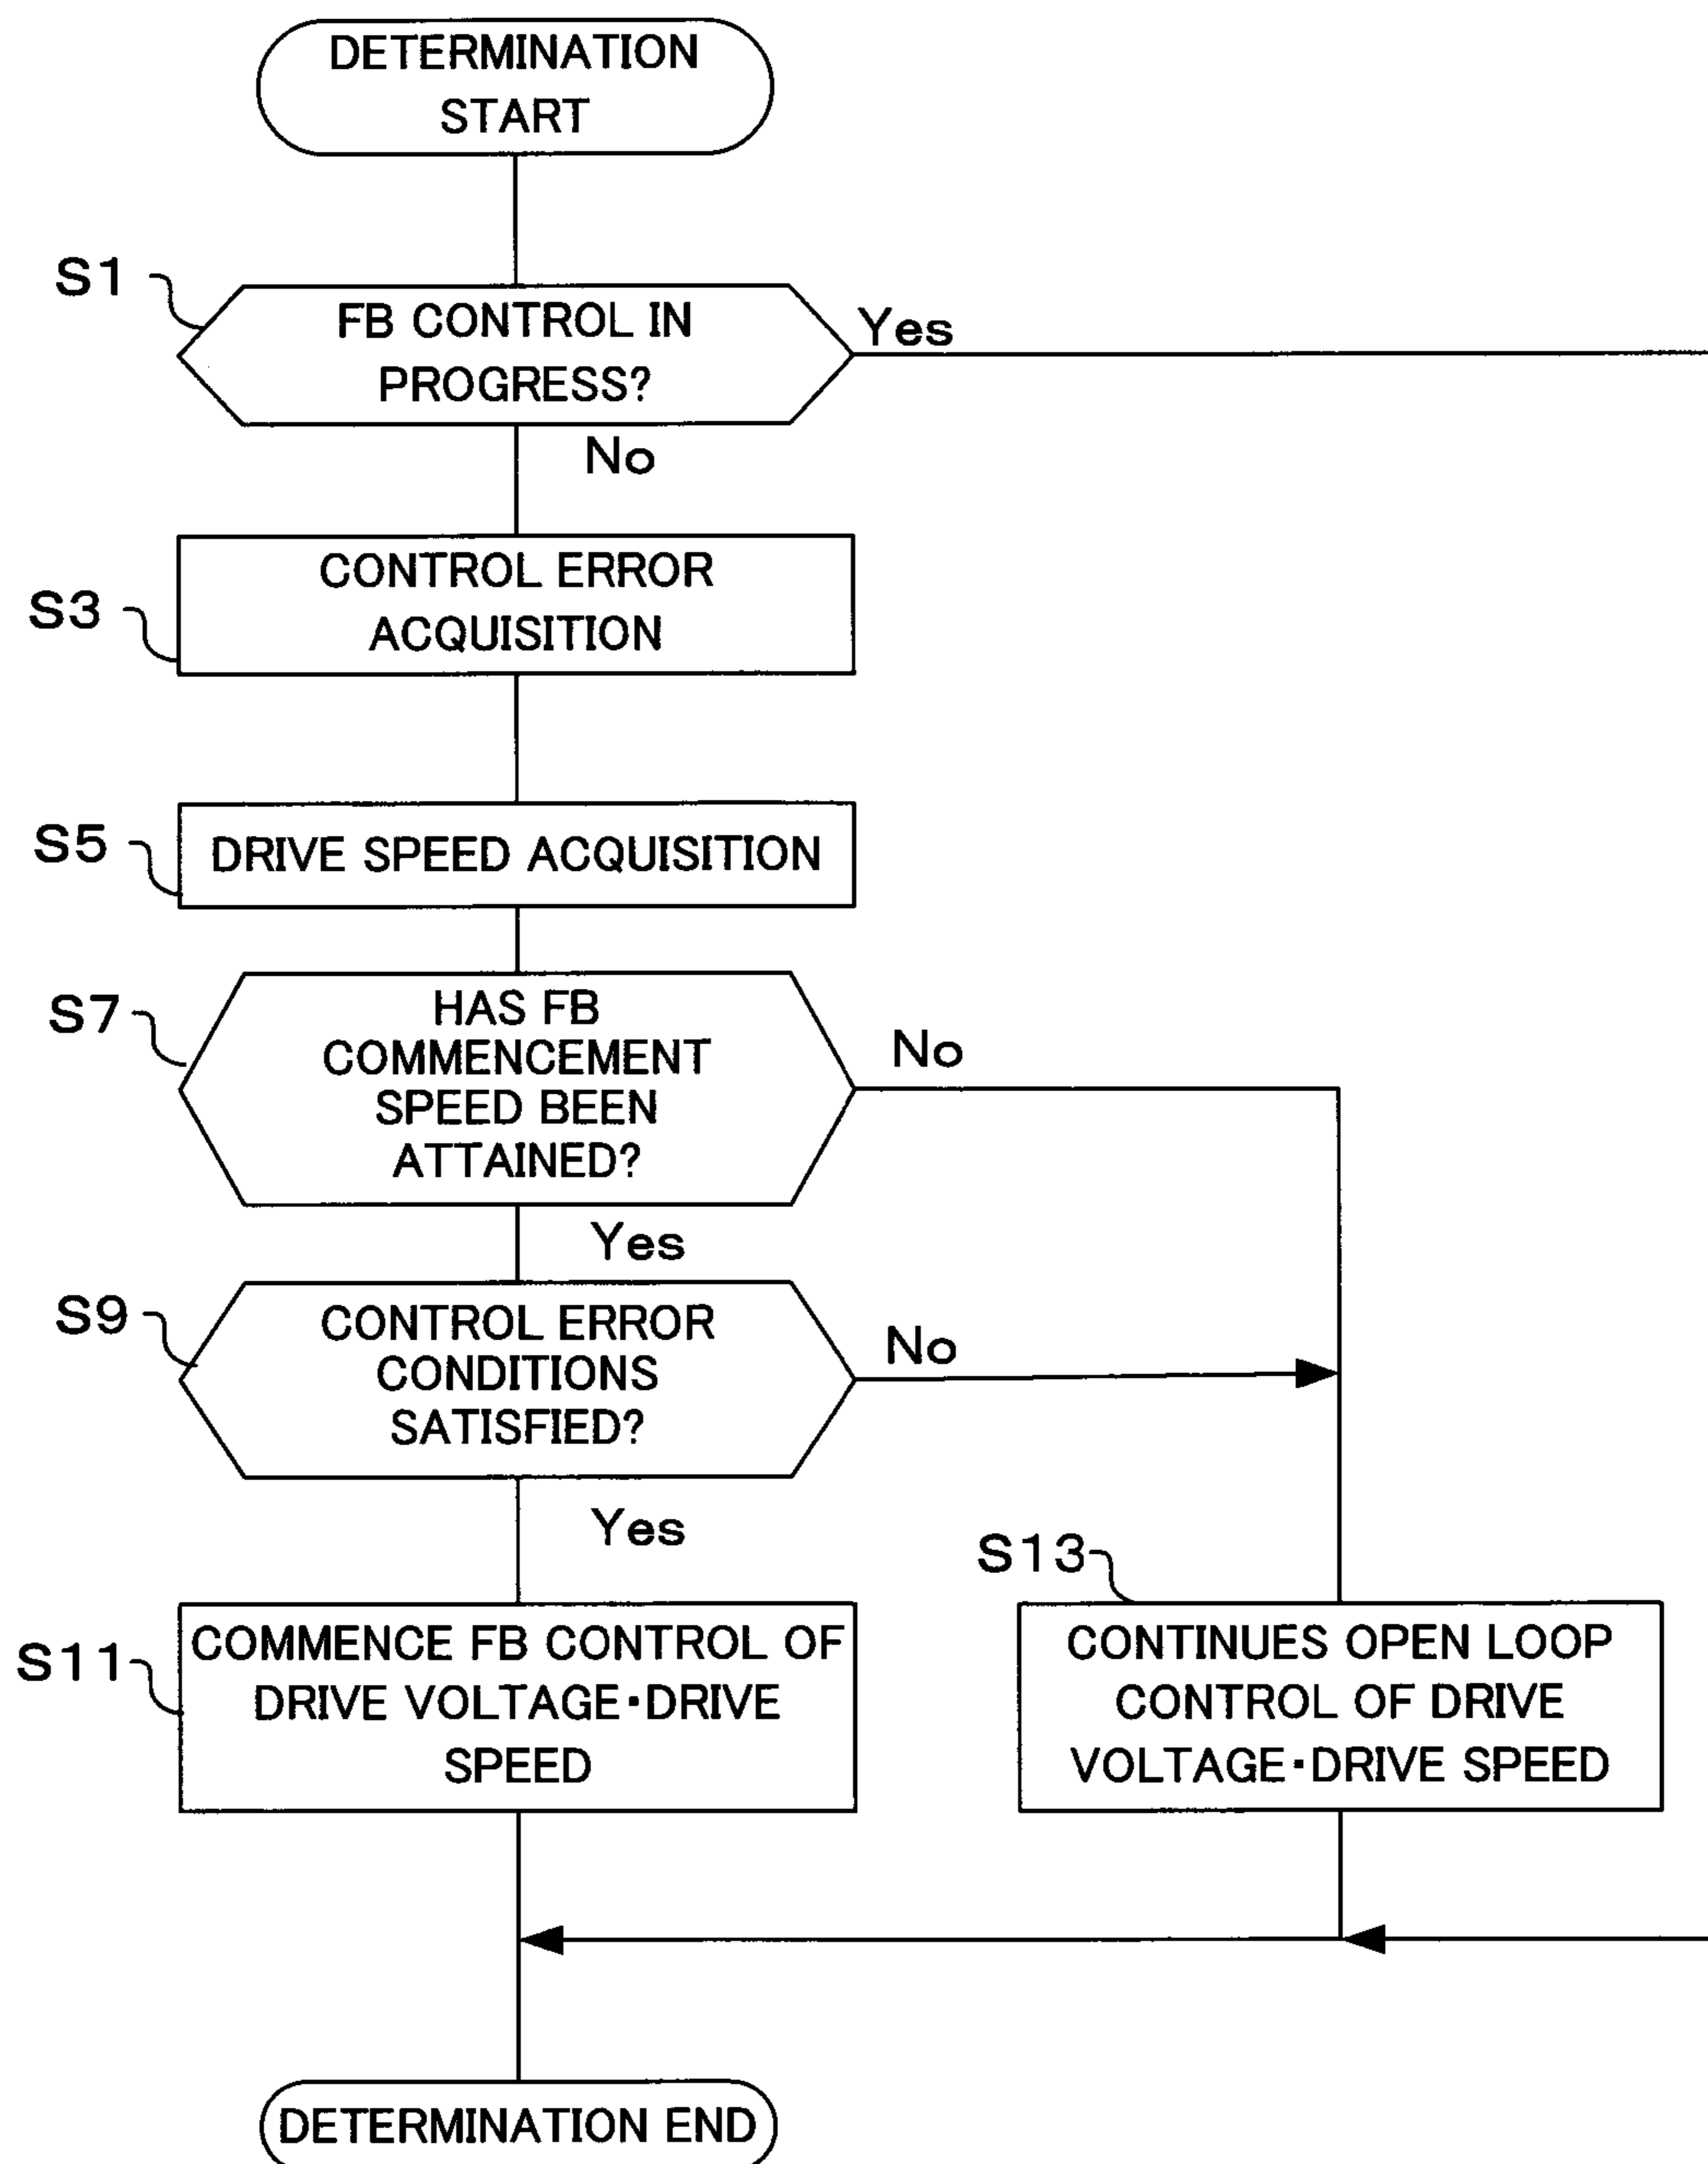 DETERMINATION
START
S1
FB CONTROL IN
PROGRESS?
Yes
No
S3
CONTROL ERROR
ACQUISITION
S5
DRIVE SPEED ACQUISITION
S7
HAS FB
COMMENCEMENT
SPEED BEEN
ATTAINED?
No
Yes
S9
CONTROL ERROR
CONDITIONS
SATISFIED?
No
Yes
S11
COMMENCE FB CONTROL OF
DRIVE VOLTAGE・DRIVE
SPEED
S13
CONTINUES OPEN LOOP
CONTROL OF DRIVE
VOLTAGE・DRIVE SPEED
DETERMINATION END